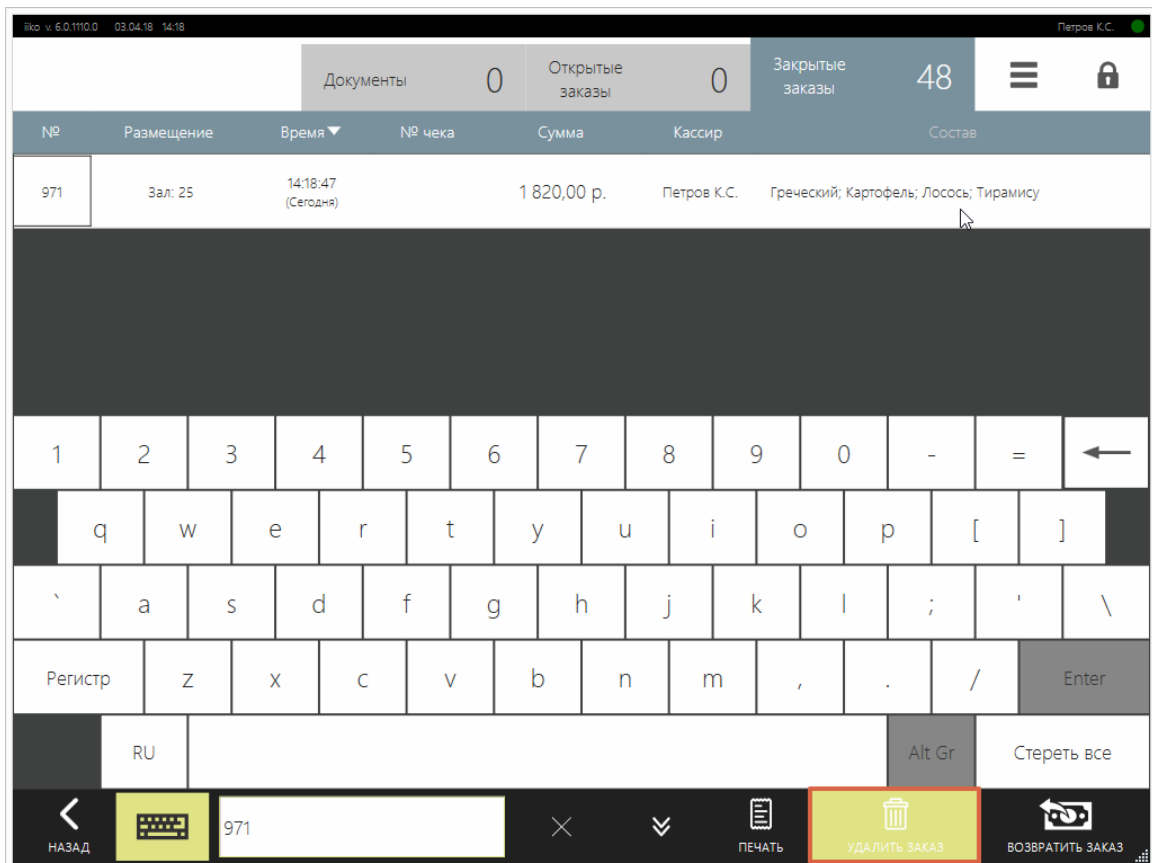 iiko v. 6.0.1110.0 03.04.18 14:18 Петров К.С.
Документы 0 Открытые заказы 0 Закрытые заказы 48
№ Размещение Время № чека Сумма Кассир Состав
971 Зал: 25 14:18:47 (Сегодня) 1 820,00 р. Петров К.С. Греческий; Картофель; Лосось; Тирамису
1 2 3 4 5 6 7 8 9 0 - =
q w e r t y u i o p [ ]
` a s d f g h j k l ; ' \
Регистр z x c v b n m , . / Enter
RU Alt Gr Стереть все
НАЗАД 971 ПЕЧАТЬ УДАЛИТЬ ЗАКАЗ ВОЗВРАТИТЬ ЗАКАЗ